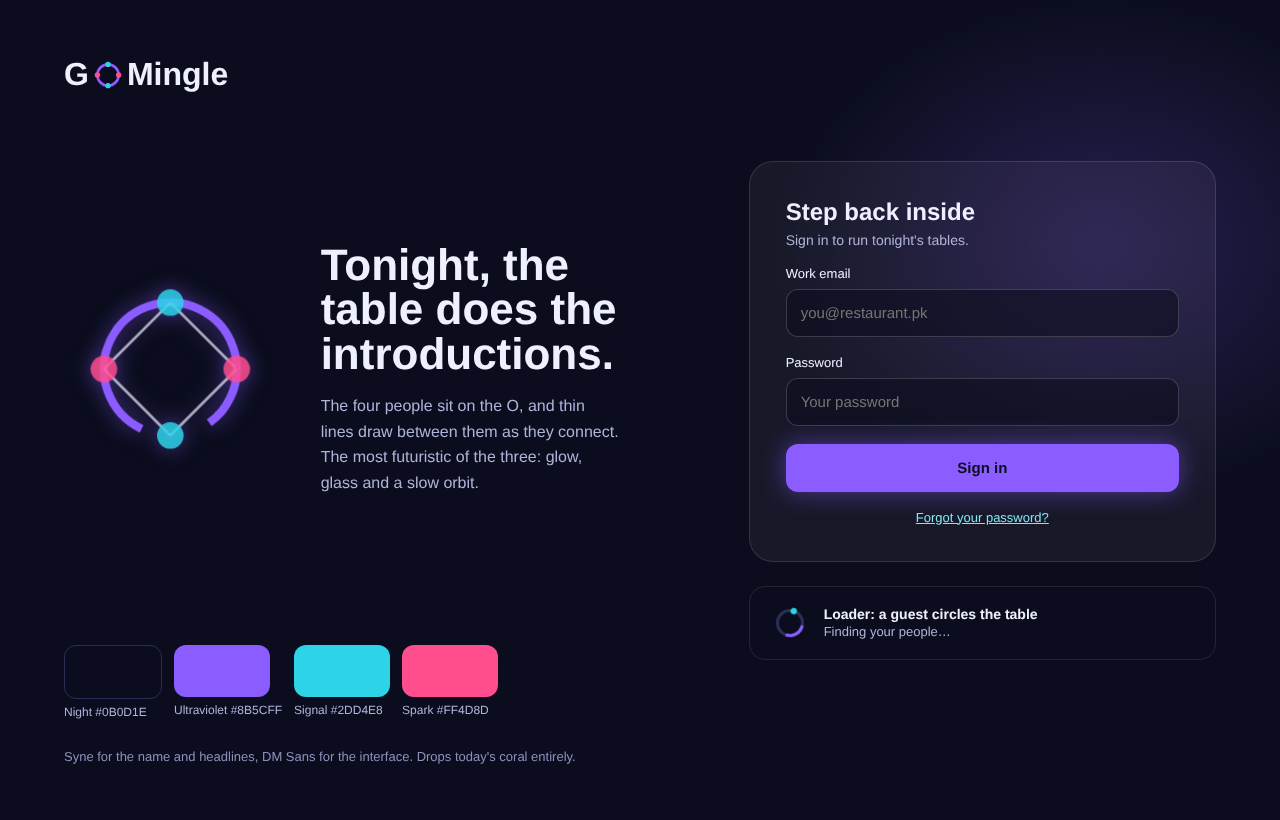 G Mingle
Tonight, the
table does the
introductions.
The four people sit on the O, and thin
lines draw between them as they connect.
The most futuristic of the three: glow,
glass and a slow orbit.
Night #0B0D1E
Ultraviolet #8B5CFF
Signal #2DD4E8
Spark #FF4D8D
Syne for the name and headlines, DM Sans for the interface. Drops today's coral entirely.
Step back inside
Sign in to run tonight's tables.
Work email
you@restaurant.pk
Password
Your password
Sign in
Forgot your password?
Loader: a guest circles the table
Finding your people…